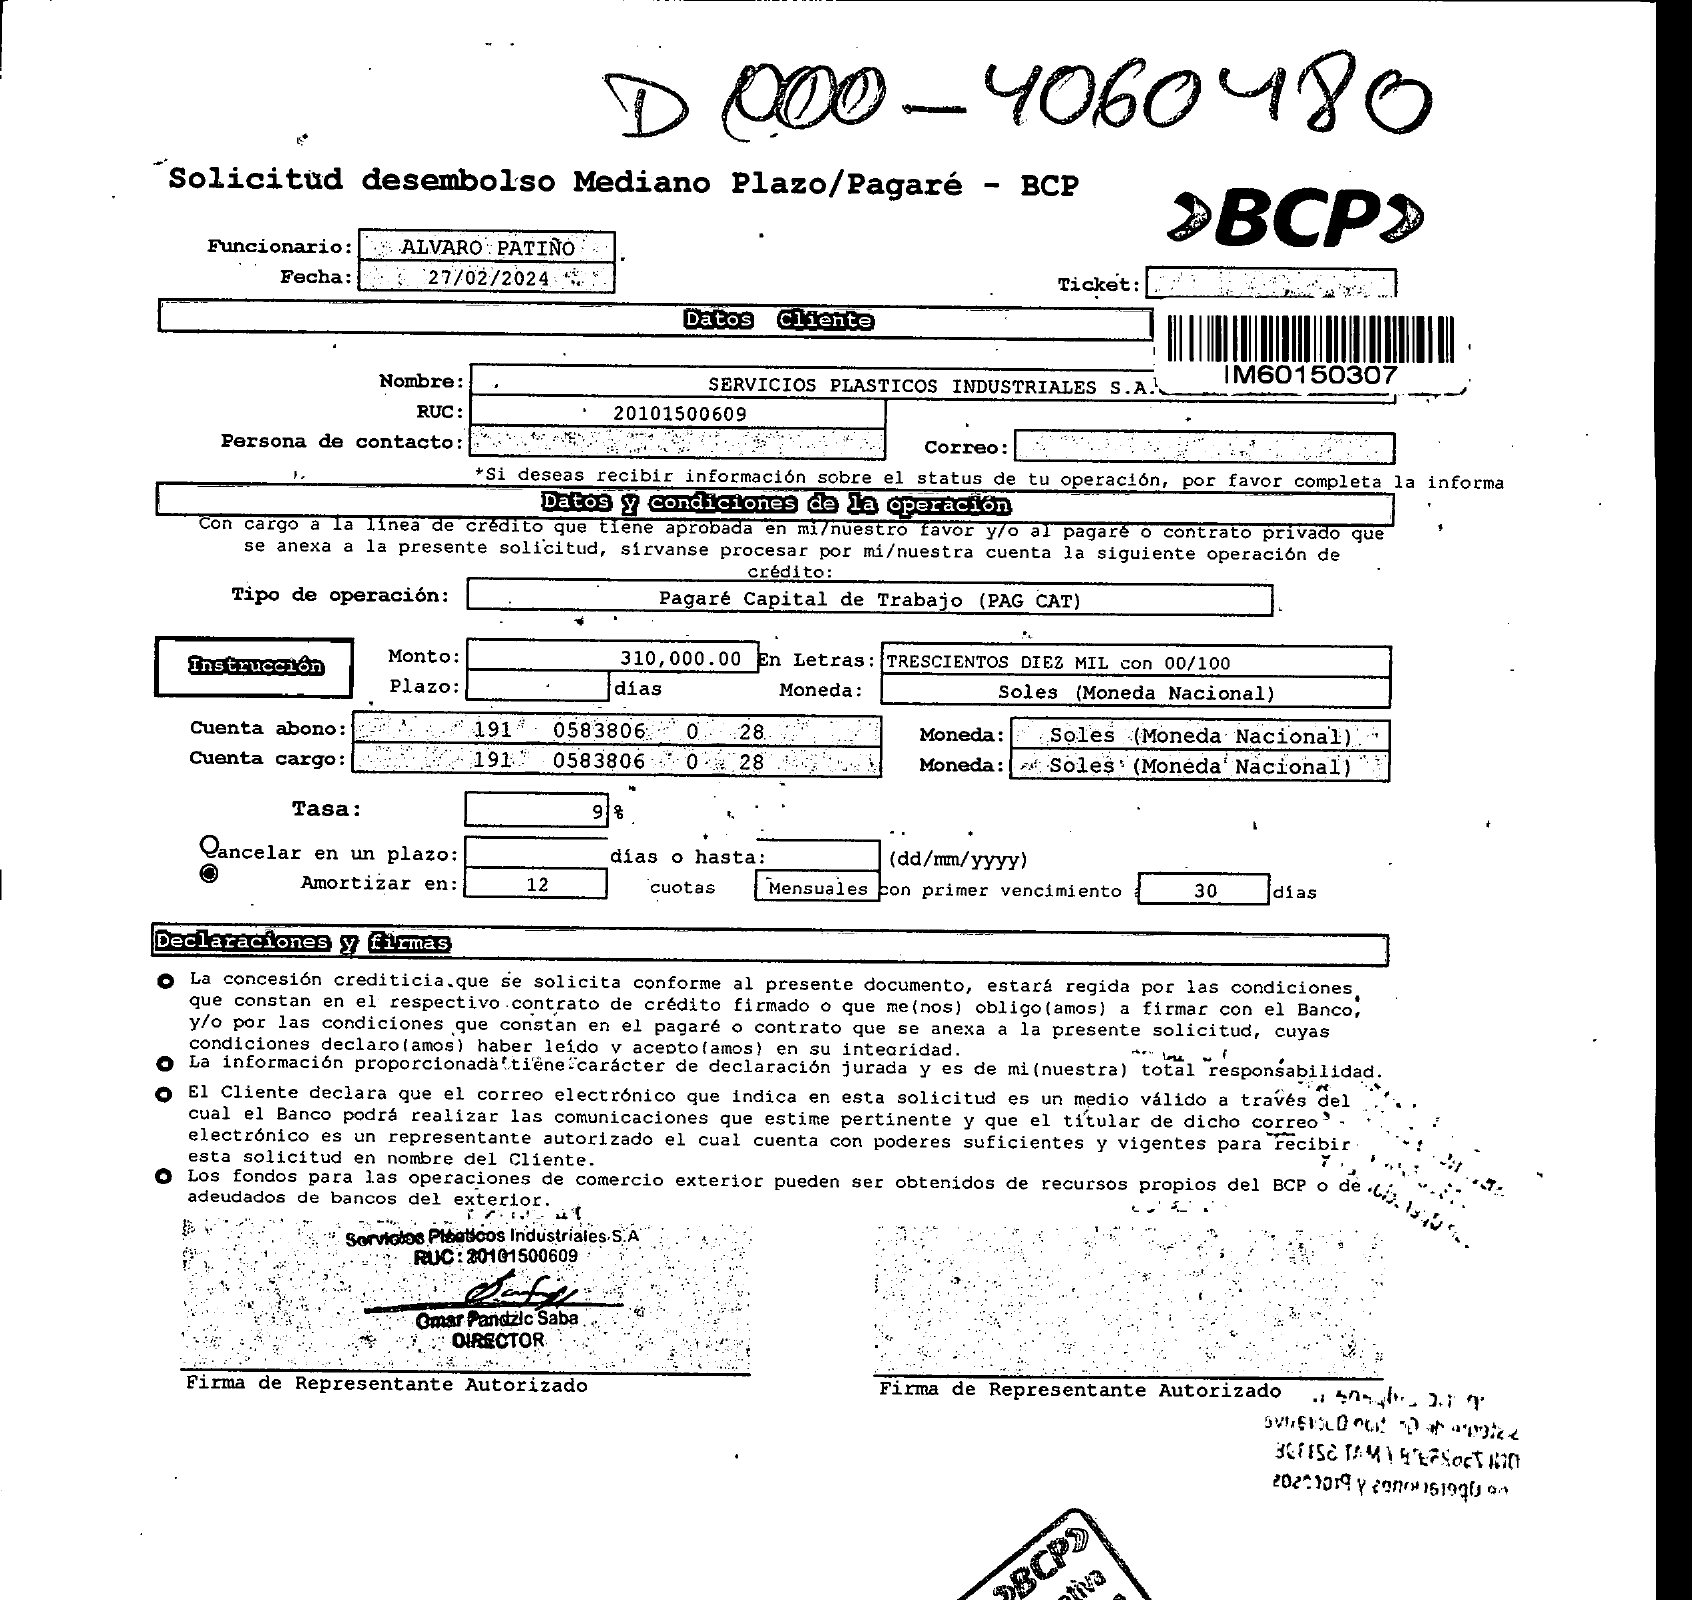 D000-4060480
Solicitud desembolso Mediano Plazo/Pagaré - BCP
BCP
Funcionario: ALVARO PATIÑO
Fecha: 27/02/2024
Ticket:
Datos Cliente
IM60150307
Nombre: SERVICIOS PLASTICOS INDUSTRIALES S.A.
RUC: 20101500609
Persona de contacto: Correo:
*Si deseas recibir información sobre el status de tu operación, por favor completa la informa
Datos y condiciones de la operación
Con cargo a la línea de crédito que tiene aprobada en mi/nuestro favor y/o al pagaré o contrato privado que
se anexa a la presente solicitud, sírvanse procesar por mi/nuestra cuenta la siguiente operación de
crédito:
Tipo de operación: Pagaré Capital de Trabajo (PAG CAT)
Instrucción
Monto: 310,000.00 En Letras: TRESCIENTOS DIEZ MIL con 00/100
Plazo: días Moneda: Soles (Moneda Nacional)
Cuenta abono: 191 0583806 0 28 Moneda: Soles (Moneda Nacional)
Cuenta cargo: 191 0583806 0 28 Moneda: Soles (Moneda Nacional)
Tasa: 9 %
Cancelar en un plazo: días o hasta: (dd/mm/yyyy)
Amortizar en: 12 cuotas Mensuales con primer vencimiento 30 días
Declaraciones y firmas
La concesión crediticia que se solicita conforme al presente documento, estará regida por las condiciones
que constan en el respectivo contrato de crédito firmado o que me(nos) obligo(amos) a firmar con el Banco,
y/o por las condiciones que constan en el pagaré o contrato que se anexa a la presente solicitud, cuyas
condiciones declaro(amos) haber leído y acepto(amos) en su integridad.
La información proporcionada tiene carácter de declaración jurada y es de mi(nuestra) total responsabilidad.
El Cliente declara que el correo electrónico que indica en esta solicitud es un medio válido a través del
cual el Banco podrá realizar las comunicaciones que estime pertinente y que el titular de dicho correo
electrónico es un representante autorizado el cual cuenta con poderes suficientes y vigentes para recibir
esta solicitud en nombre del Cliente.
Los fondos para las operaciones de comercio exterior pueden ser obtenidos de recursos propios del BCP o de
adeudados de bancos del exterior.
Servicios Plásticos Industriales S.A
RUC: 20101500609
Omar Pandzic Saba
DIRECTOR
Firma de Representante Autorizado
Firma de Representante Autorizado
BCP